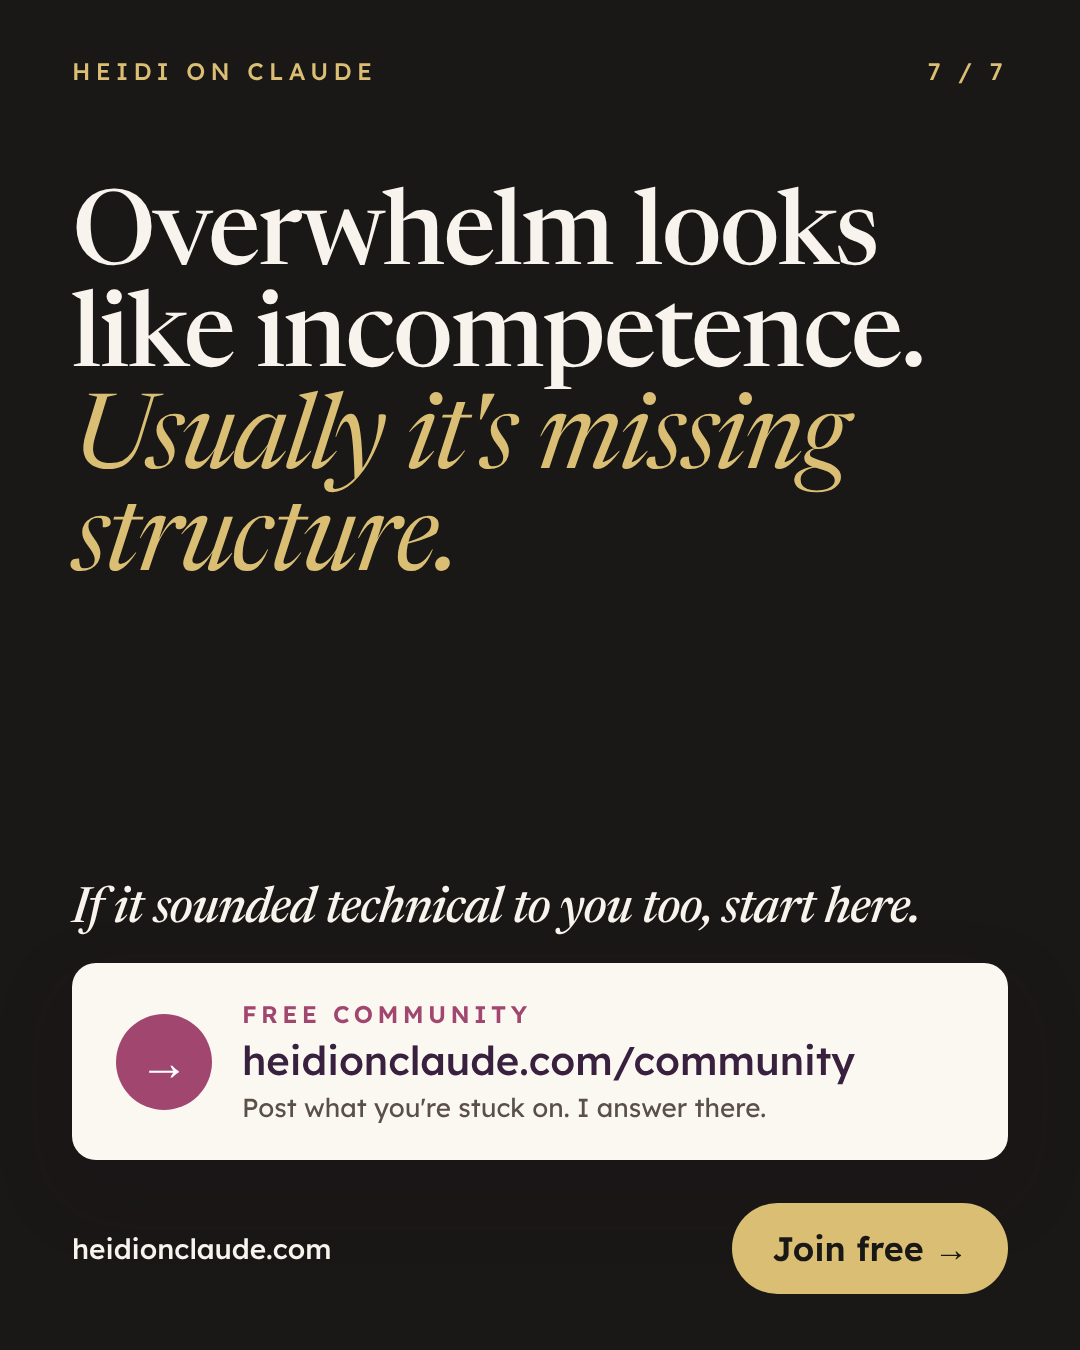 HEIDI ON CLAUDE
7 / 7
Overwhelm looks
like incompetence.
Usually it's missing
structure.
If it sounded technical to you too, start here.
FREE COMMUNITY
→
heidionclaude.com/community
Post what you're stuck on. I answer there.
heidionclaude.com
Join free →